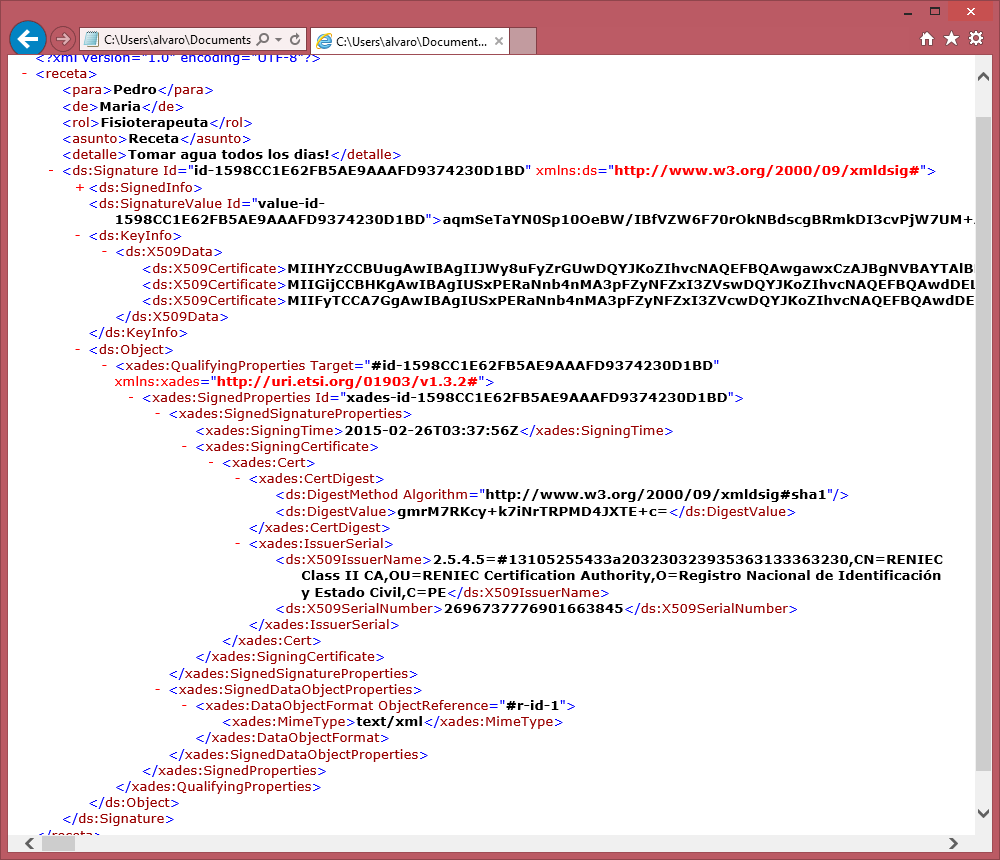 C:\Users\alvaro\Documents
C:\Users\alvaro\Document...
<?xml version="1.0" encoding="UTF-8"?>
- <receta>
<para>Pedro</para>
<de>Maria</de>
<rol>Fisioterapeuta</rol>
<asunto>Receta</asunto>
<detalle>Tomar agua todos los dias!</detalle>
- <ds:Signature Id="id-1598CC1E62FB5AE9AAAFD9374230D1BD" xmlns:ds="http://www.w3.org/2000/09/xmldsig#">
+ <ds:SignedInfo>
<ds:SignatureValue Id="value-id-
1598CC1E62FB5AE9AAAFD9374230D1BD">aqmSeTaYN0Sp10OeBW/IBfVZW6F70rOkNBdscgBRmkDI3cvPjW7UM+
- <ds:KeyInfo>
- <ds:X509Data>
<ds:X509Certificate>MIIHYzCCBUugAwIBAgIIJWy8uFyZrGUwDQYJKoZIhvcNAQEFBQAwgawxCzAJBgNVBAYTAlB
<ds:X509Certificate>MIIGijCCBHKgAwIBAgIUSxPERaNnb4nMA3pFZyNFZxI3ZVswDQYJKoZIhvcNAQEFBQAwdDEL
<ds:X509Certificate>MIIFyTCCA7GgAwIBAgIUSxPERaNnb4nMA3pFZyNFZxI3ZVcwDQYJKoZIhvcNAQEFBQAwdDE
</ds:X509Data>
</ds:KeyInfo>
- <ds:Object>
- <xades:QualifyingProperties Target="#id-1598CC1E62FB5AE9AAAFD9374230D1BD"
xmlns:xades="http://uri.etsi.org/01903/v1.3.2#">
- <xades:SignedProperties Id="xades-id-1598CC1E62FB5AE9AAAFD9374230D1BD">
- <xades:SignedSignatureProperties>
<xades:SigningTime>2015-02-26T03:37:56Z</xades:SigningTime>
- <xades:SigningCertificate>
- <xades:Cert>
- <xades:CertDigest>
<ds:DigestMethod Algorithm="http://www.w3.org/2000/09/xmldsig#sha1"/>
<ds:DigestValue>gmrM7RKcy+k7iNrTRPMD4JXTE+c=</ds:DigestValue>
</xades:CertDigest>
- <xades:IssuerSerial>
<ds:X509IssuerName>2.5.4.5=#13105255433a2032303239353631333632​30,CN=RENIEC
Class II CA,OU=RENIEC Certification Authority,O=Registro Nacional de Identificación
y Estado Civil,C=PE</ds:X509IssuerName>
<ds:X509SerialNumber>2696737776901663845</ds:X509SerialNumber>
</xades:IssuerSerial>
</xades:Cert>
</xades:SigningCertificate>
</xades:SignedSignatureProperties>
- <xades:SignedDataObjectProperties>
- <xades:DataObjectFormat ObjectReference="#r-id-1">
<xades:MimeType>text/xml</xades:MimeType>
</xades:DataObjectFormat>
</xades:SignedDataObjectProperties>
</xades:SignedProperties>
</xades:QualifyingProperties>
</ds:Object>
</ds:Signature>
</receta>